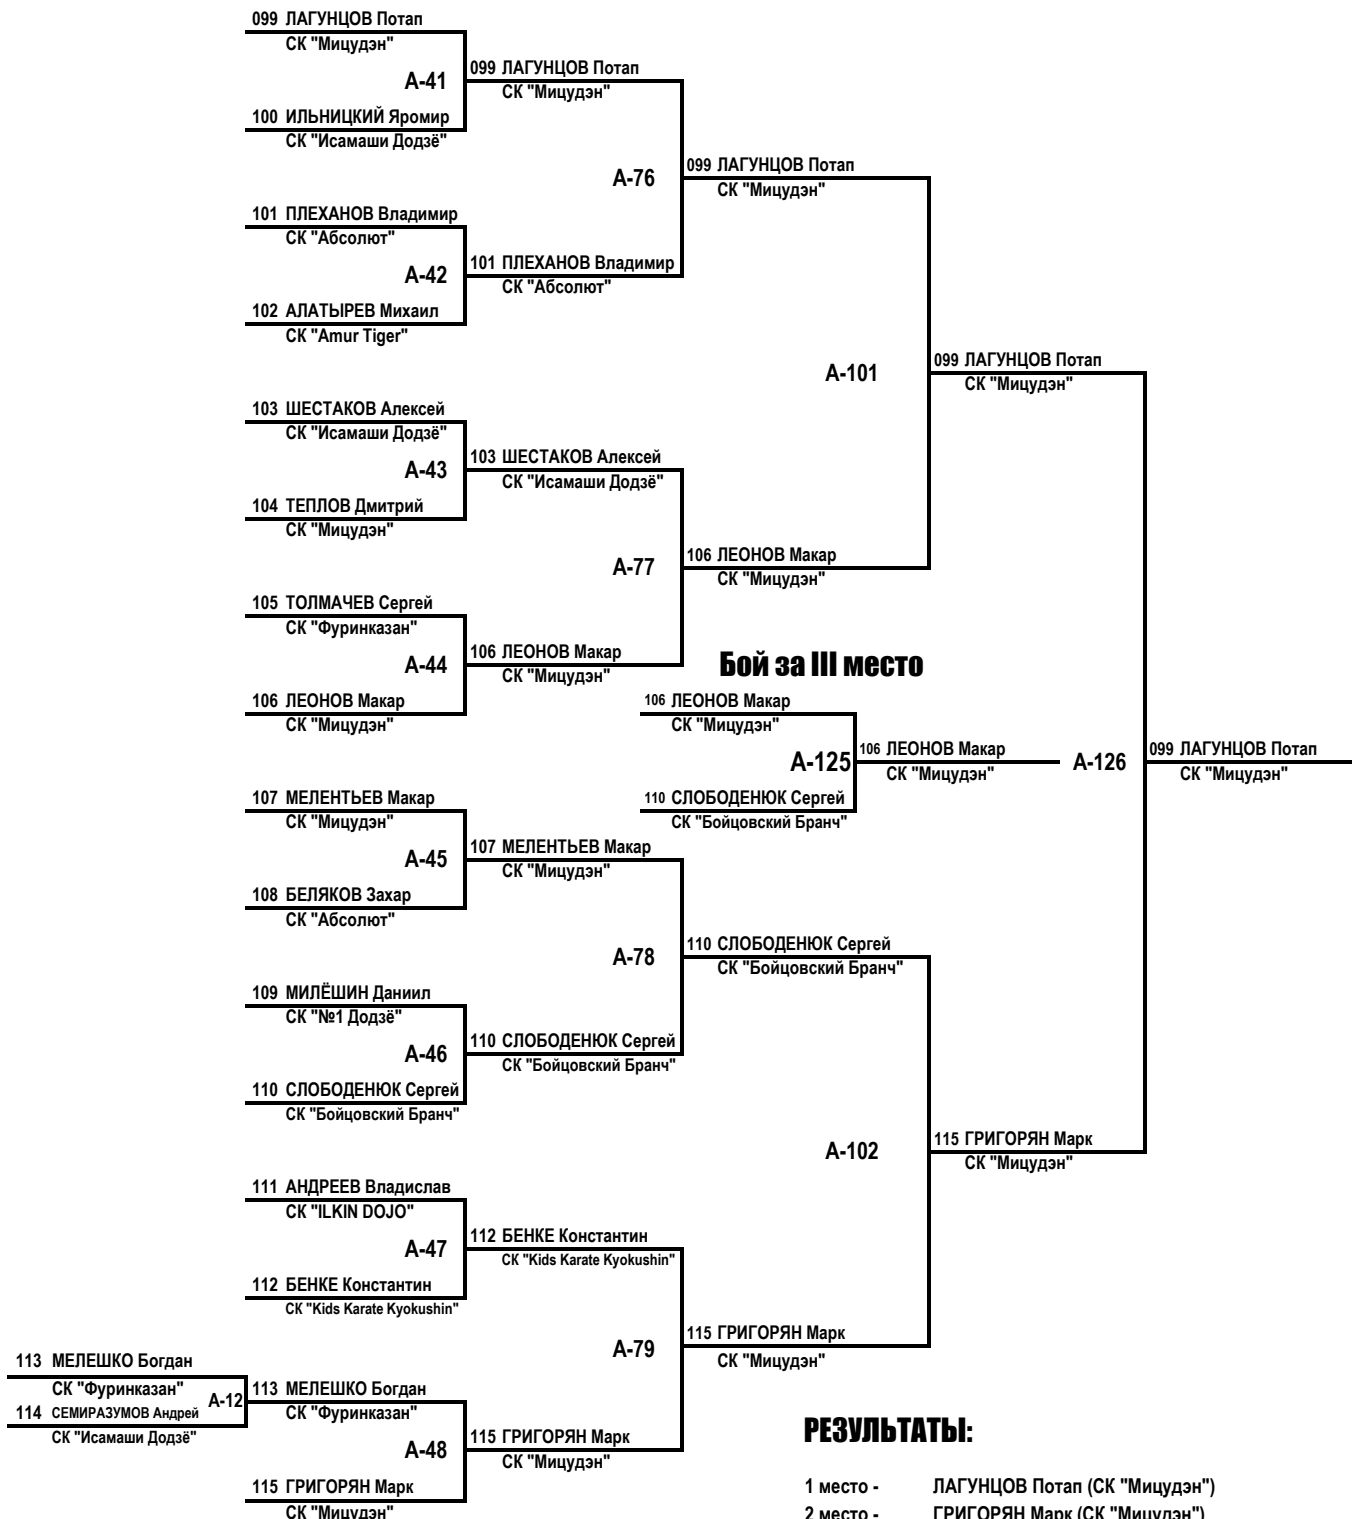 099 ЛАГУНЦОВ Потап
СК "Мицудэн"
А-41
099 ЛАГУНЦОВ Потап
СК "Мицудэн"
100 ИЛЬНИЦКИЙ Яромир
СК "Исамаши Додзё"
А-76
099 ЛАГУНЦОВ Потап
СК "Мицудэн"
101 ПЛЕХАНОВ Владимир
СК "Абсолют"
А-42
101 ПЛЕХАНОВ Владимир
СК "Абсолют"
102 АЛАТЫРЕВ Михаил
СК "Amur Tiger"
А-101
099 ЛАГУНЦОВ Потап
СК "Мицудэн"
103 ШЕСТАКОВ Алексей
СК "Исамаши Додзё"
А-43
103 ШЕСТАКОВ Алексей
СК "Исамаши Додзё"
104 ТЕПЛОВ Дмитрий
СК "Мицудэн"
А-77
106 ЛЕОНОВ Макар
СК "Мицудэн"
105 ТОЛМАЧЕВ Сергей
СК "Фуринказан"
А-44
106 ЛЕОНОВ Макар
СК "Мицудэн"
106 ЛЕОНОВ Макар
СК "Мицудэн"
Бой за III место
106 ЛЕОНОВ Макар
СК "Мицудэн"
А-125
106 ЛЕОНОВ Макар
СК "Мицудэн"
110 СЛОБОДЕНЮК Сергей
СК "Бойцовский Бранч"
А-126
099 ЛАГУНЦОВ Потап
СК "Мицудэн"
107 МЕЛЕНТЬЕВ Макар
СК "Мицудэн"
А-45
107 МЕЛЕНТЬЕВ Макар
СК "Мицудэн"
108 БЕЛЯКОВ Захар
СК "Абсолют"
А-78
110 СЛОБОДЕНЮК Сергей
СК "Бойцовский Бранч"
109 МИЛЁШИН Даниил
СК "№1 Додзё"
А-46
110 СЛОБОДЕНЮК Сергей
СК "Бойцовский Бранч"
110 СЛОБОДЕНЮК Сергей
СК "Бойцовский Бранч"
А-102
115 ГРИГОРЯН Марк
СК "Мицудэн"
111 АНДРЕЕВ Владислав
СК "ILKIN DOJO"
А-47
112 БЕНКЕ Константин
СК "Kids Karate Kyokushin"
112 БЕНКЕ Константин
СК "Kids Karate Kyokushin"
А-79
115 ГРИГОРЯН Марк
СК "Мицудэн"
113 МЕЛЕШКО Богдан
СК "Фуринказан"
А-12
114 СЕМИРАЗУМОВ Андрей
СК "Исамаши Додзё"
113 МЕЛЕШКО Богдан
СК "Фуринказан"
А-48
115 ГРИГОРЯН Марк
СК "Мицудэн"
115 ГРИГОРЯН Марк
СК "Мицудэн"
РЕЗУЛЬТАТЫ:
1 место - ЛАГУНЦОВ Потап (СК "Мицудэн")
2 место - ГРИГОРЯН Марк (СК "Мицудэн")